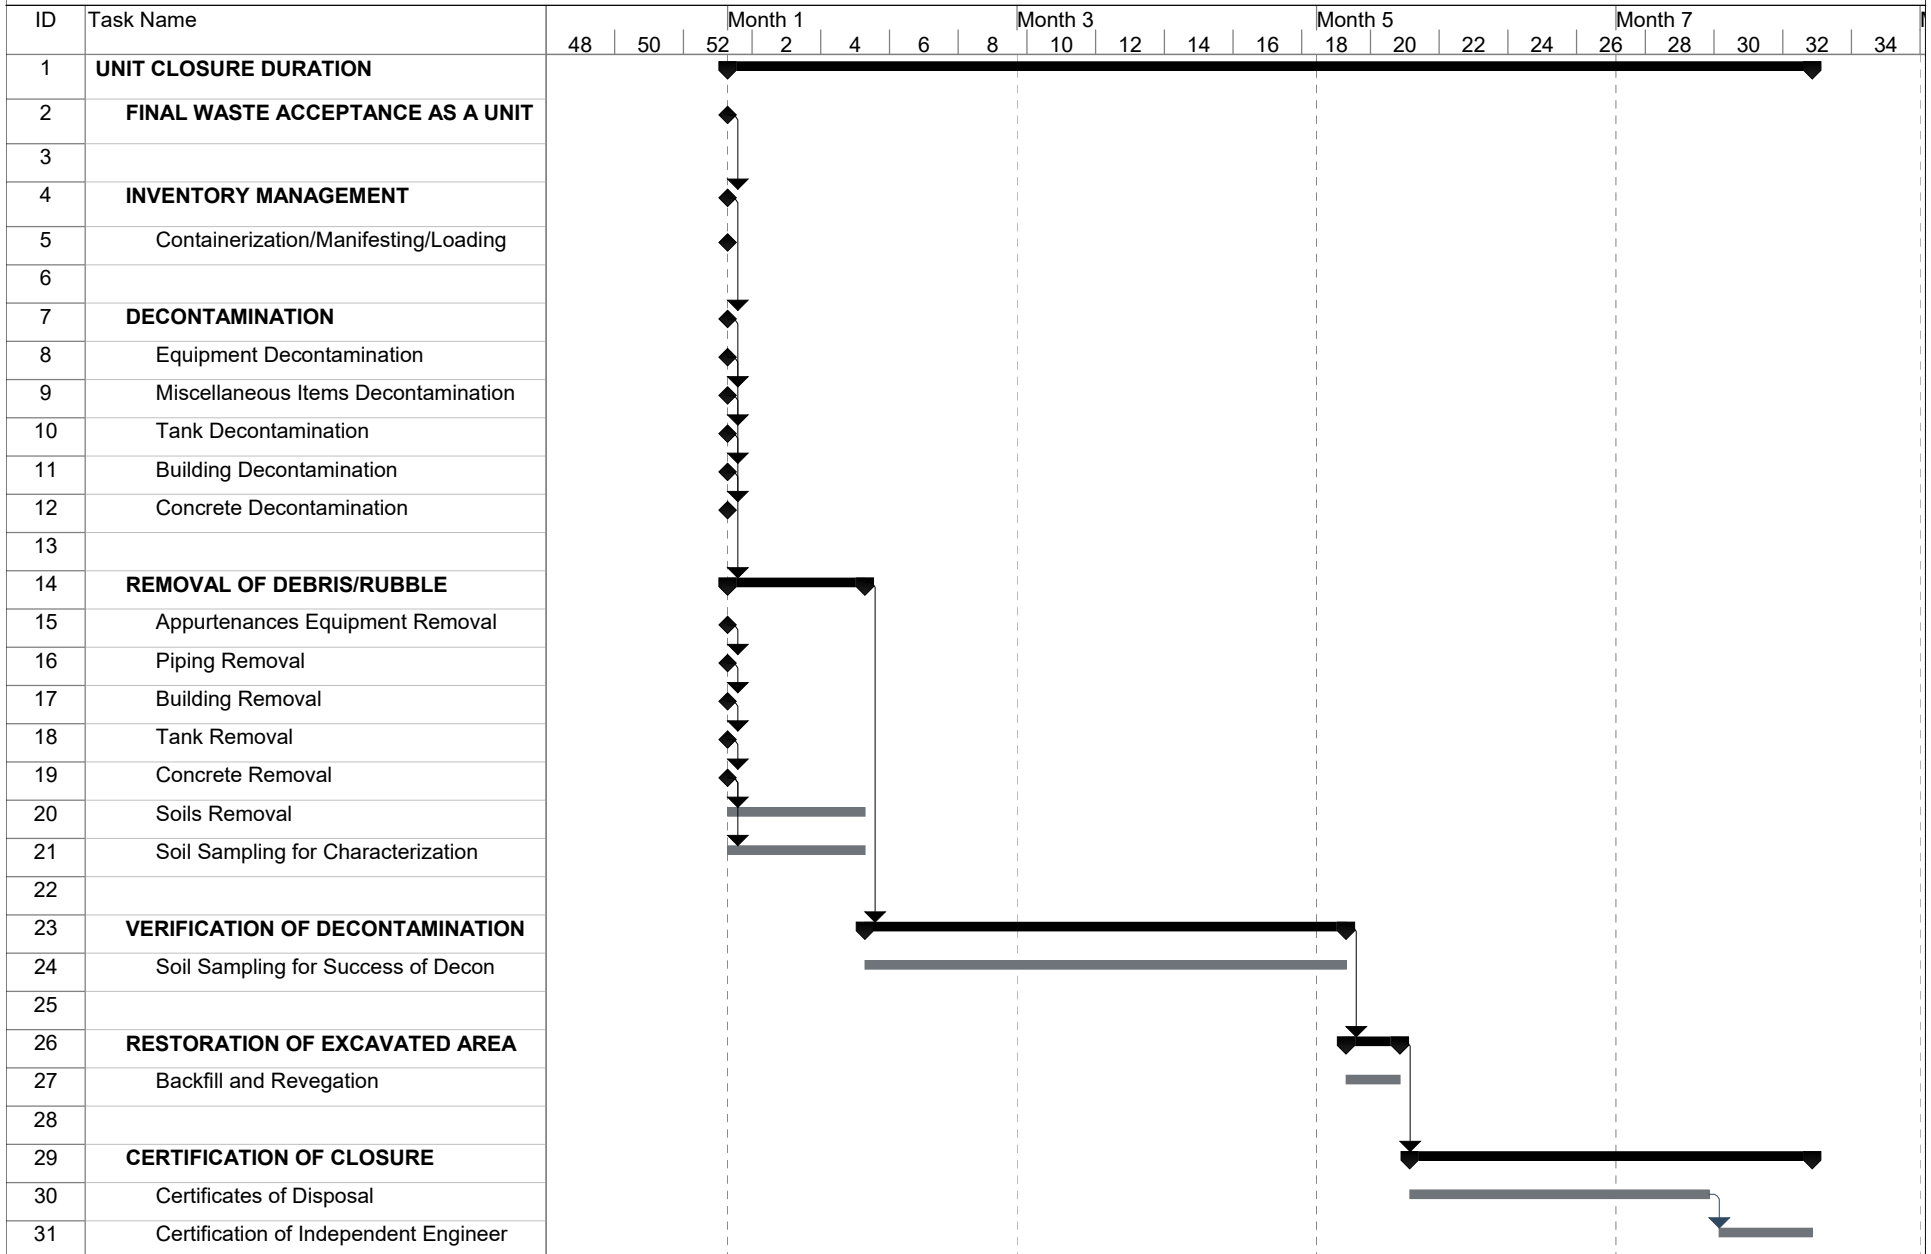 ID Task Name Month 1 Month 3 Month 5 Month 7
48 50 52 2 4 6 8 10 12 14 16 18 20 22 24 26 28 30 32 34
1 UNIT CLOSURE DURATION
2 FINAL WASTE ACCEPTANCE AS A UNIT
3
4 INVENTORY MANAGEMENT
5 Containerization/Manifesting/Loading
6
7 DECONTAMINATION
8 Equipment Decontamination
9 Miscellaneous Items Decontamination
10 Tank Decontamination
11 Building Decontamination
12 Concrete Decontamination
13
14 REMOVAL OF DEBRIS/RUBBLE
15 Appurtenances Equipment Removal
16 Piping Removal
17 Building Removal
18 Tank Removal
19 Concrete Removal
20 Soils Removal
21 Soil Sampling for Characterization
22
23 VERIFICATION OF DECONTAMINATION
24 Soil Sampling for Success of Decon
25
26 RESTORATION OF EXCAVATED AREA
27 Backfill and Revegation
28
29 CERTIFICATION OF CLOSURE
30 Certificates of Disposal
31 Certification of Independent Engineer